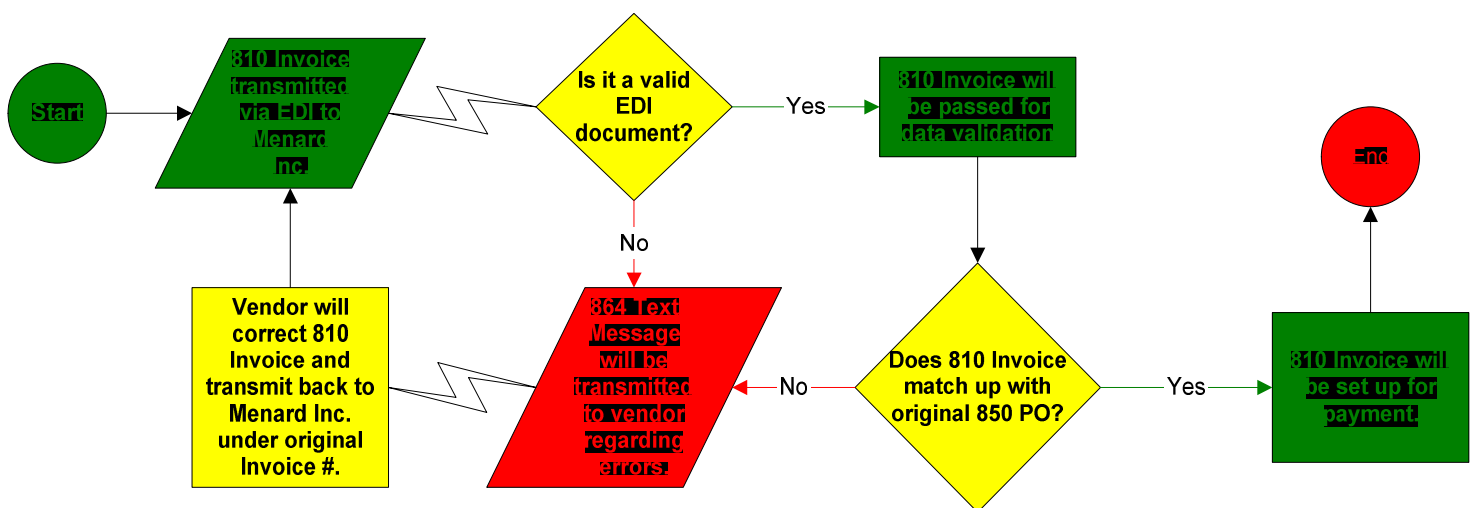 Start
810 Invoice
transmitted
via EDI to
Menard
Inc.
Is it a valid
EDI
document?
Yes
810 Invoice will
be passed for
data validation
End
No
Vendor will
correct 810
Invoice and
transmit back to
Menard Inc.
under original
Invoice #.
864 Text
Message
will be
transmitted
to vendor
regarding
errors.
No
Does 810 Invoice
match up with
original 850 PO?
Yes
810 Invoice will
be set up for
payment.